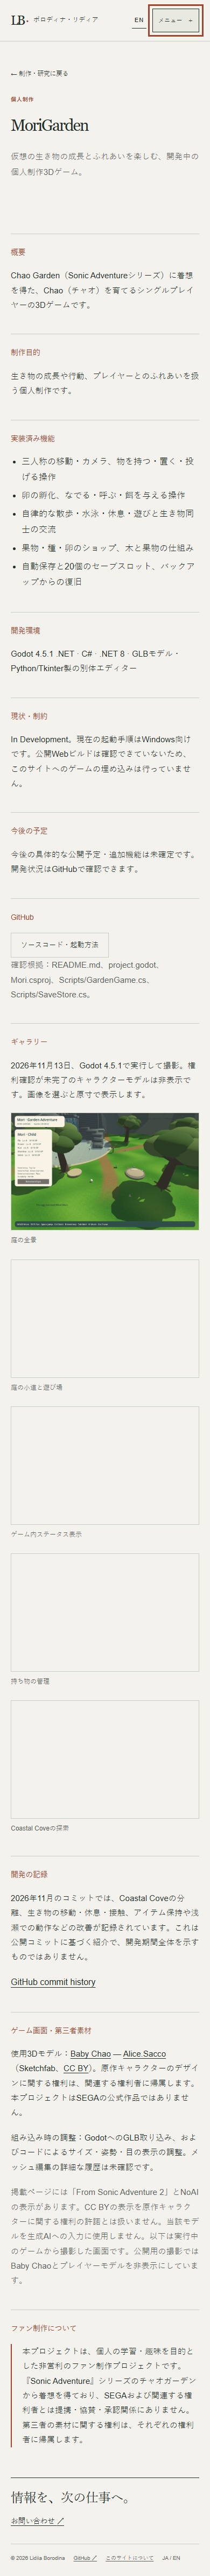 LB. ボロディナ・リディア
EN
メニュー +
← 制作・研究に戻る
個人制作
MoriGarden
仮想の生き物の成長とふれあいを楽しむ、開発中の
個人制作3Dゲーム。
概要
Chao Garden（Sonic Adventureシリーズ）に着想
を得た、Chao（チャオ）を育てるシングルプレイ
ヤーの3Dゲームです。
制作目的
生き物の成長や行動、プレイヤーとのふれあいを扱
う個人制作です。
実装済み機能
• 三人称の移動・カメラ、物を持つ・置く・投
げる操作
• 卵の孵化、なでる・呼ぶ・餌を与える操作
• 自律的な散歩・水泳・休息・遊びと生き物同
士の交流
• 果物・種・卵のショップ、木と果物の仕組み
• 自動保存と20個のセーブスロット、バックア
ップからの復旧
開発環境
Godot 4.5.1 .NET · C# · .NET 8 · GLBモデル ·
Python/Tkinter製の別体エディター
現状・制約
In Development。現在の起動手順はWindows向け
です。公開Webビルドは確認できていないため、
このサイトへのゲームの埋め込みは行っていませ
ん。
今後の予定
今後の具体的な公開予定・追加機能は未確定です。
開発状況はGitHubで確認できます。
GitHub
ソースコード・起動方法
確認根拠：README.md、project.godot、
Mori.csproj、Scripts/GardenGame.cs、
Scripts/SaveStore.cs。
ギャラリー
2026年11月13日、Godot 4.5.1で実行して撮影。権
利確認が未完了のキャラクターモデルは非表示で
す。画像を選ぶと原寸で表示します。
庭の全景
庭の小道と遊び場
ゲーム内ステータス表示
持ち物の管理
Coastal Coveの探索
開発の記録
2026年11月のコミットでは、Coastal Coveの分
離、生き物の移動・休息・接触、アイテム保持や浅
瀬での動作などの改善が記録されています。これは
公開コミットに基づく紹介で、開発期間全体を示す
ものではありません。
GitHub commit history
ゲーム画面・第三者素材
使用3Dモデル：Baby Chao — Alice.Sacco
（Sketchfab、CC BY）。原作キャラクターのデザイ
ンに関する権利は、関連する権利者に帰属します。
本プロジェクトはSEGAの公式作品ではありませ
ん。
組み込み時の調整：GodotへのGLB取り込み、およ
びコードによるサイズ・姿勢・目の表示の調整。メ
ッシュ編集の詳細な履歴は未確認です。
掲載ページには「From Sonic Adventure 2」とNoAI
の表示があります。CC BYの表示を原作キャラク
ターに関する権利の許諾とは扱いません。当該モデ
ルを生成AIへの入力に使用しません。以下は実行中
のゲームから撮影した画面です。公開用の撮影では
Baby Chaoとプレイヤーモデルを非表示にしていま
す。
ファン制作について
本プロジェクトは、個人の学習・趣味を目的と
した非営利のファン制作プロジェクトです。
『Sonic Adventure』シリーズのチャオガーデン
から着想を得ており、SEGAおよび関連する権
利者とは提携・協賛・承認関係にありません。
第三者の素材に関する権利は、それぞれの権利
者に帰属します。
情報を、次の仕事へ。
お問い合わせ ↗
© 2026 Lidiia Borodina GitHub ↗ このサイトについて JA / EN